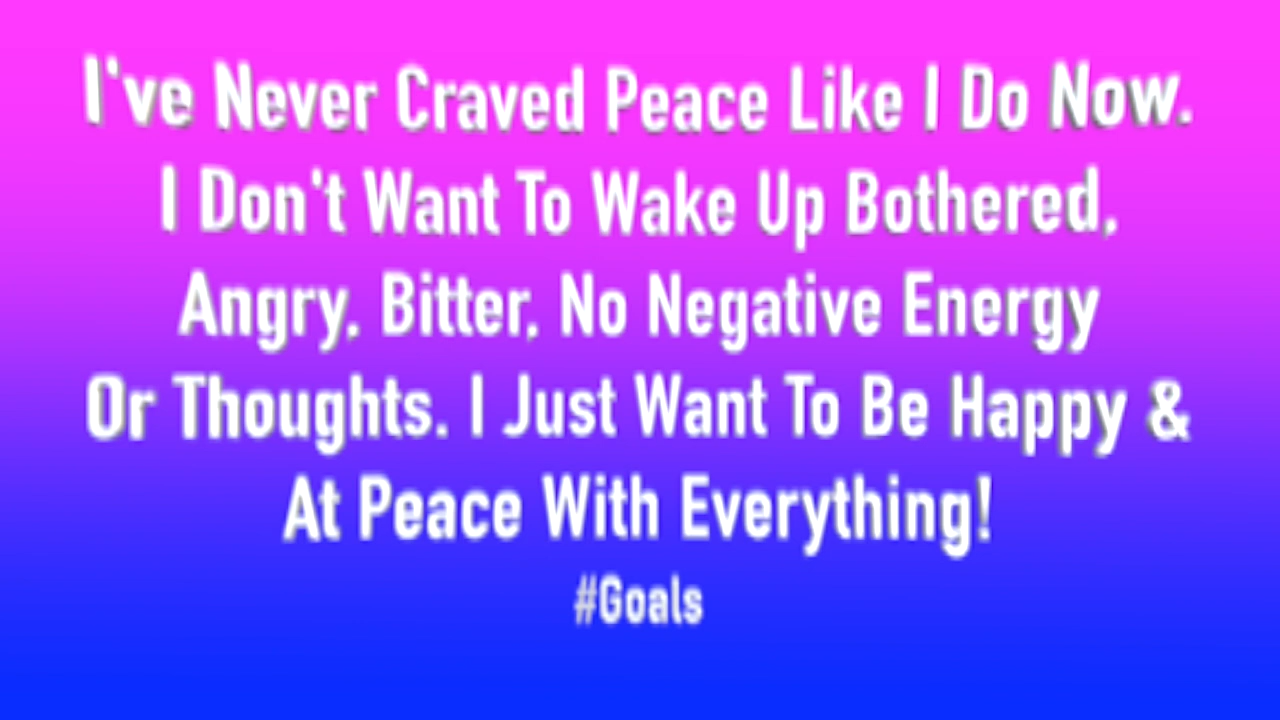 I've Never Craved Peace Like I Do Now.
I Don't Want To Wake Up Bothered,
Angry, Bitter, No Negative Energy
Or Thoughts. I Just Want To Be Happy &
At Peace With Everything!
#Goals